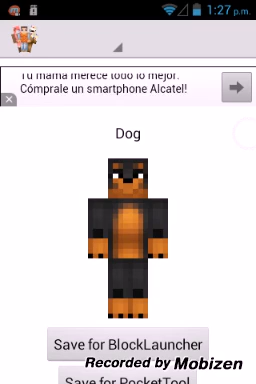 1:27 p.m.
Tu mamá merece todo lo mejor.
Cómprale un smartphone Alcatel!
Dog
Save for BlockLauncher
Save for PocketTool
Recorded by Mobizen